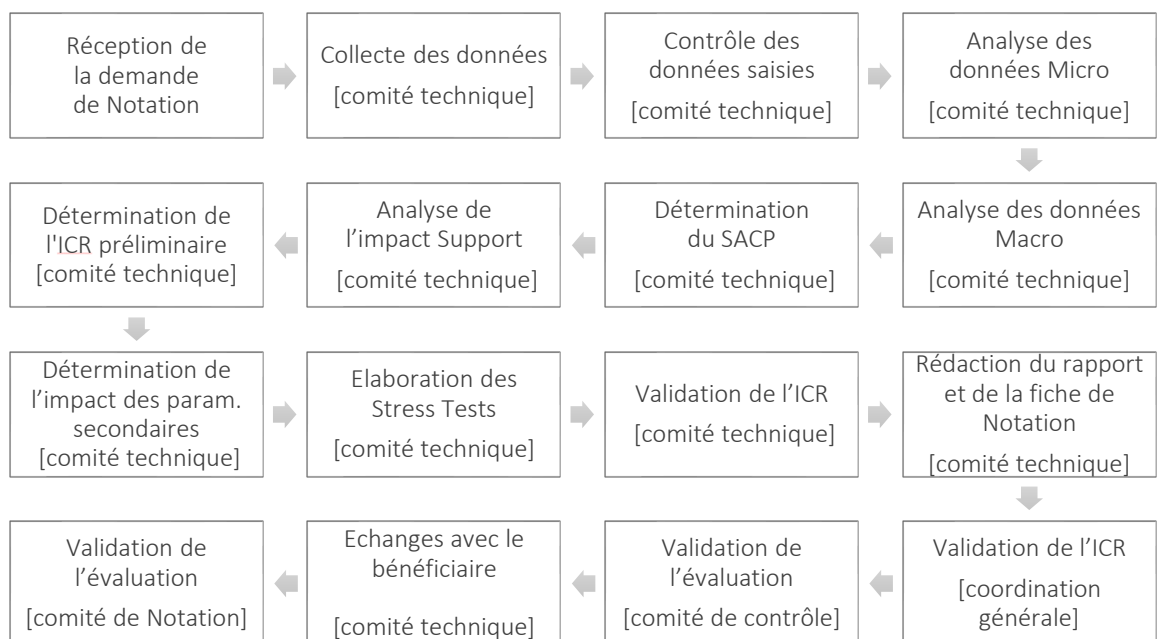 Réception de
la demande
de Notation
Collecte des données
[comité technique]
Contrôle des
données saisies
[comité technique]
Analyse des
données Micro
[comité technique]
Analyse des données
Macro
[comité technique]
Détermination
du SACP
[comité technique]
Analyse de
l’impact Support
[comité technique]
Détermination de
l'ICR préliminaire
[comité technique]
Détermination de
l’impact des param.
secondaires
[comité technique]
Elaboration des
Stress Tests
[comité technique]
Validation de l’ICR
[comité technique]
Rédaction du rapport
et de la fiche de
Notation
[comité technique]
Validation de l’ICR
[coordination
générale]
Validation de
l’évaluation
[comité de contrôle]
Echanges avec le
bénéficiaire
[comité technique]
Validation de
l’évaluation
[comité de Notation]